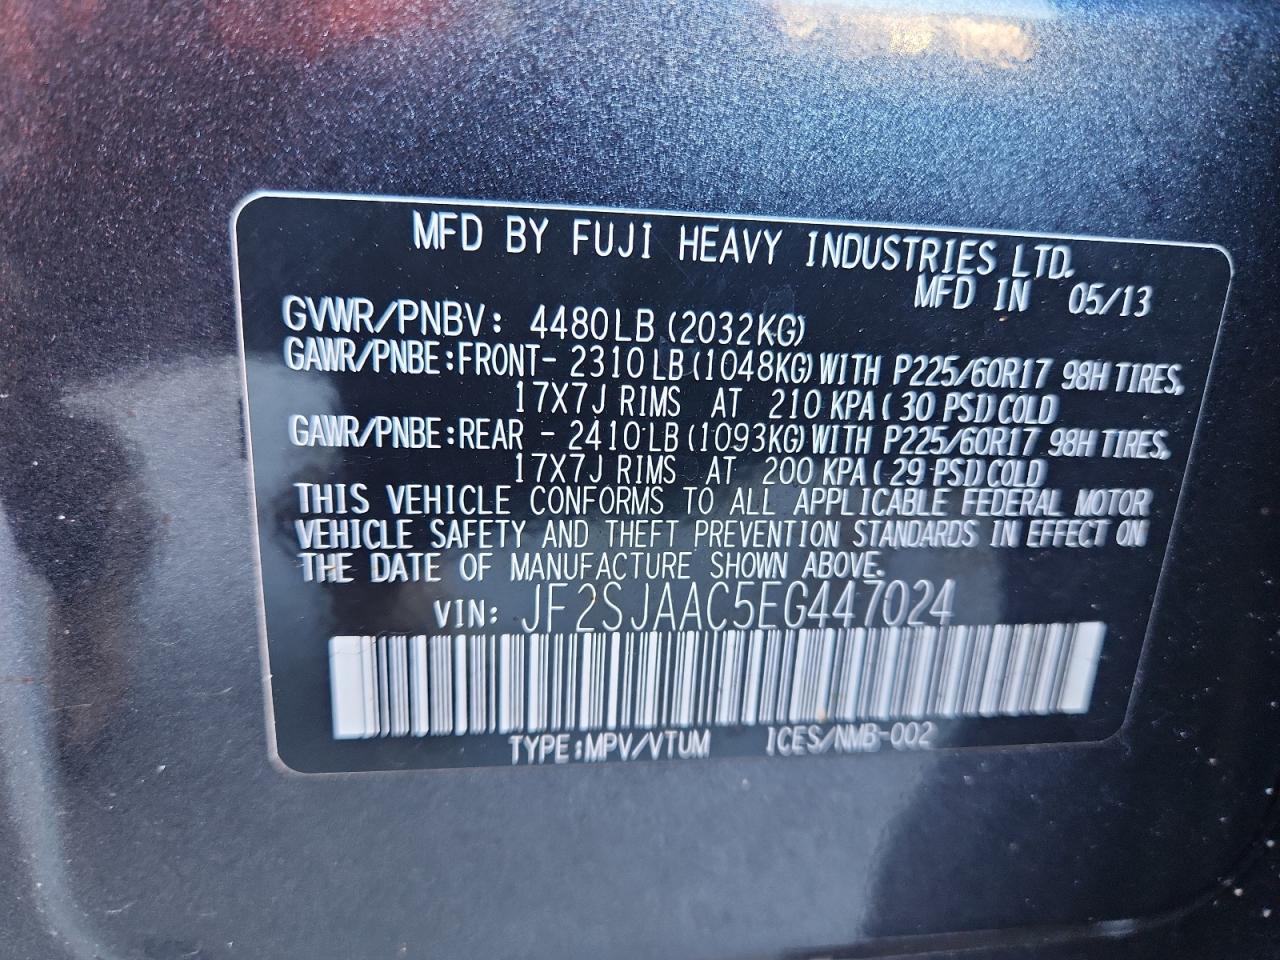 MFD BY FUJI HEAVY INDUSTRIES LTD.
MFD IN 05/13
GVWR/PNBV: 4480LB (2032KG)
GAWR/PNBE:FRONT- 2310LB (1048KG) WITH P225/60R17 98H TIRES,
17X7J RIMS AT 210 KPA ( 30 PSI) COLD
GAWR/PNBE:REAR - 2410LB (1093KG) WITH P225/60R17 98H TIRES,
17X7J RIMS AT 200 KPA ( 29 PSI) COLD
THIS VEHICLE CONFORMS TO ALL APPLICABLE FEDERAL MOTOR
VEHICLE SAFETY AND THEFT PREVENTION STANDARDS IN EFFECT ON
THE DATE OF MANUFACTURE SHOWN ABOVE.
VIN: JF2SJAAC5EG447024
TYPE:MPV/VTUM ICES/NMB-002